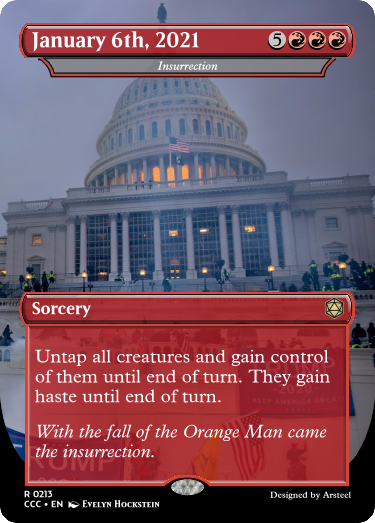 January 6th, 2021 5
Insurrection
Sorcery
Untap all creatures and gain control
of them until end of turn. They gain
haste until end of turn.
With the fall of the Orange Man came
the insurrection.
R 0213
CCC • EN Evelyn Hockstein
Designed by Arsteel